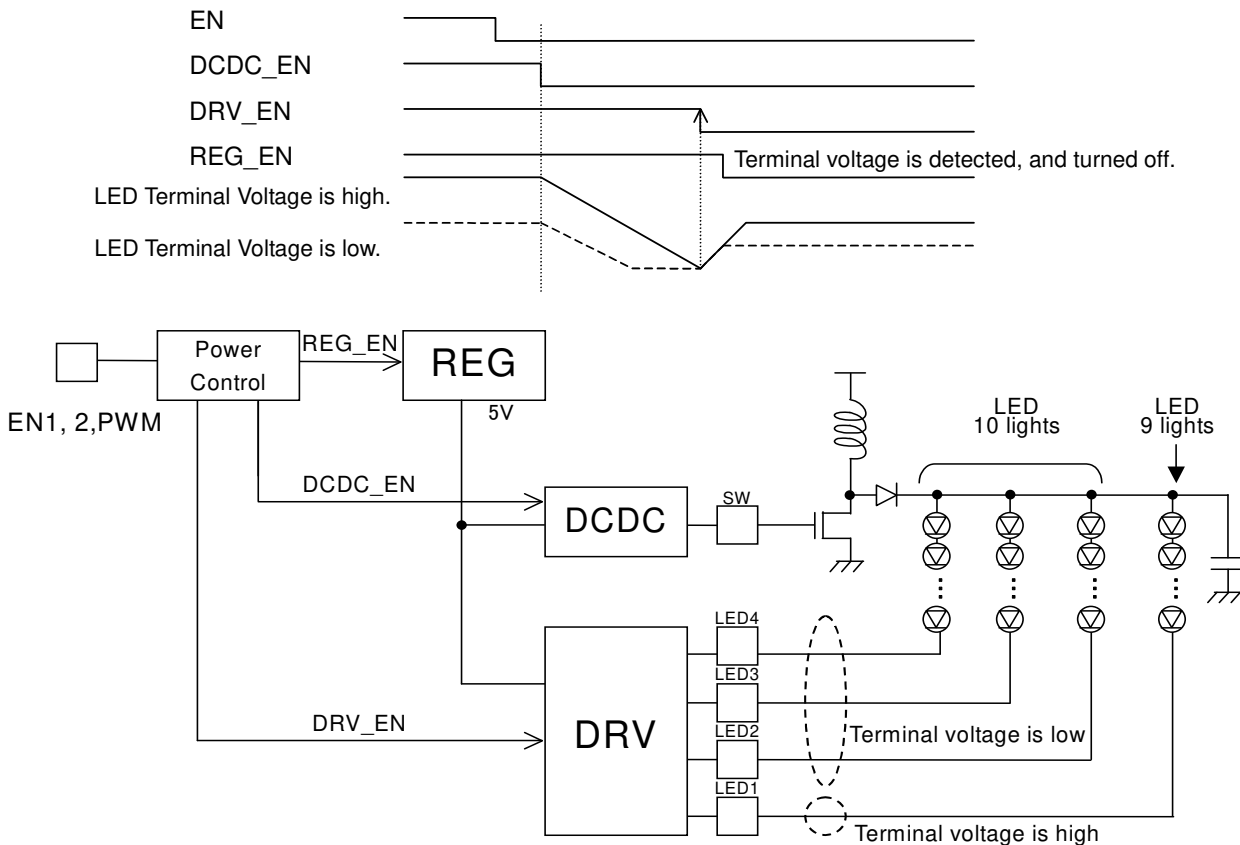 EN
DCDC_EN
DRV_EN
REG_EN
Terminal voltage is detected, and turned off.
LED Terminal Voltage is high.
LED Terminal Voltage is low.
Power
Control
REG_EN
REG
5V
EN1, 2,PWM
LED
10 lights
LED
9 lights
DCDC_EN
DCDC
SW
LED4
LED3
DRV_EN
DRV
LED2
Terminal voltage is low
LED1
Terminal voltage is high